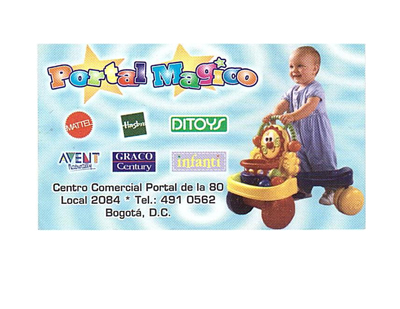 Portal Magico
MATTEL
Hasbro
DITOYS
AVENT
GRACO
Century
infanti
Centro Comercial Portal de la 80
Local 2084 * Tel.: 491 0562
Bogotá, D.C.